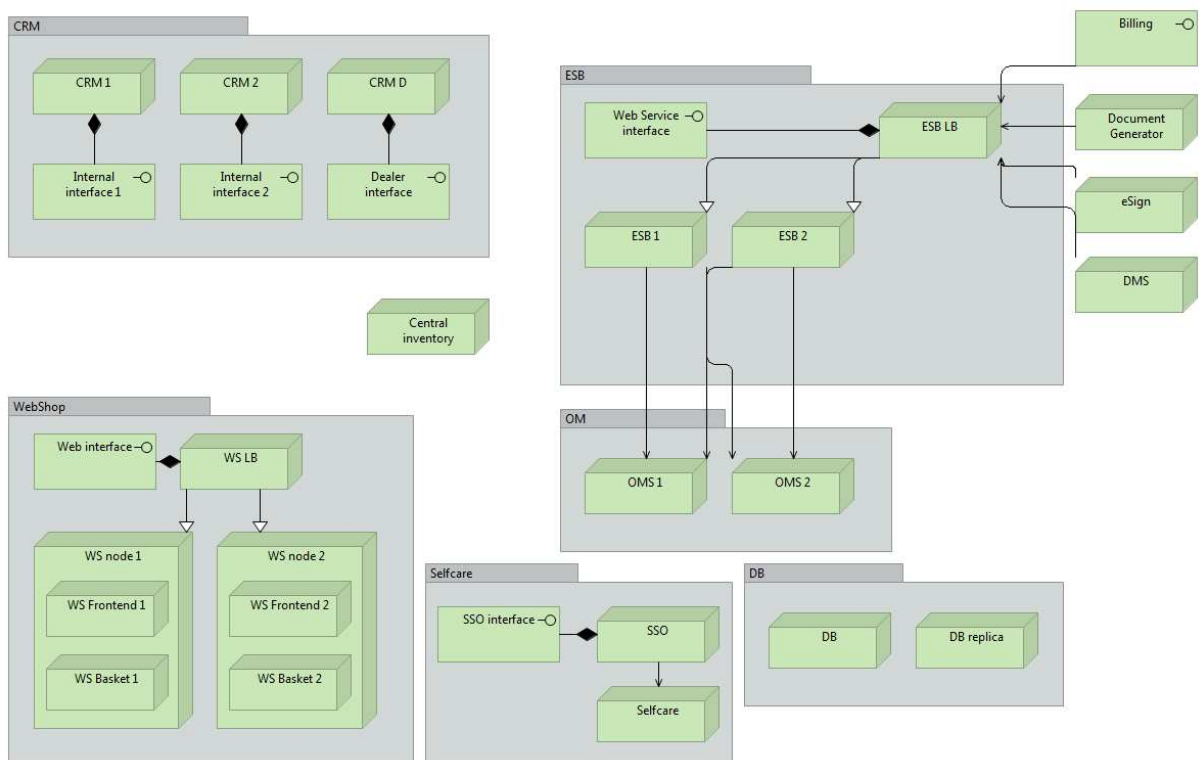 CRM
CRM 1
CRM 2
CRM D
Internal
interface 1
Internal
interface 2
Dealer
interface
Central
inventory
ESB
Web Service
interface
ESB LB
ESB 1
ESB 2
Billing
Document
Generator
eSign
DMS
WebShop
Web interface
WS LB
WS node 1
WS Frontend 1
WS Basket 1
WS node 2
WS Frontend 2
WS Basket 2
OM
OMS 1
OMS 2
Selfcare
SSO interface
SSO
Selfcare
DB
DB
DB replica